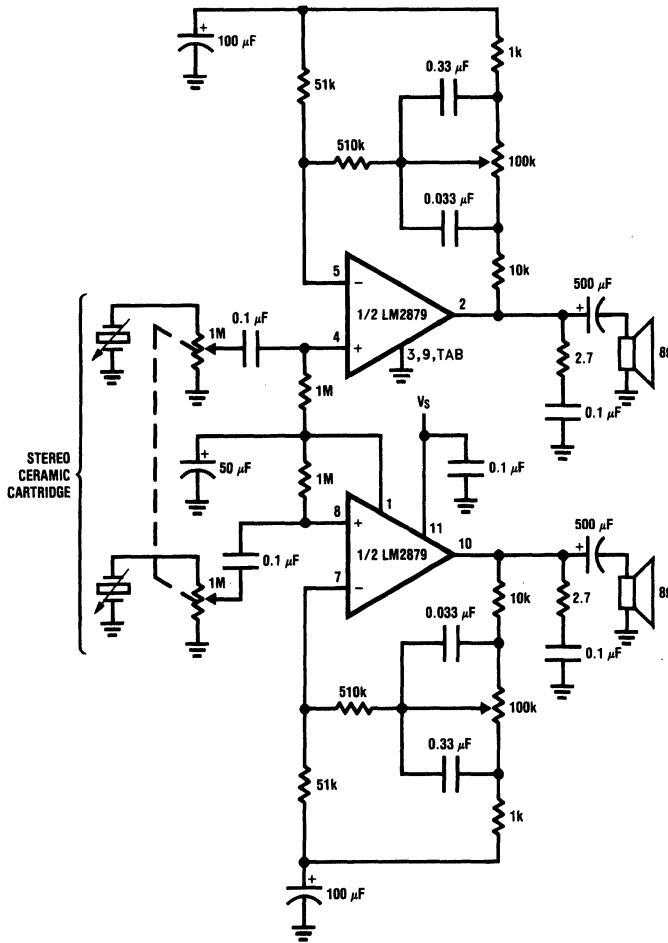 100 µF
51k
0.33 µF
1k
510k
100k
0.033 µF
10k
5
−
1/2 LM2879
2
4
+
3,9,TAB
500 µF
+
8
2.7
0.1 µF
1M
0.1 µF
1M
STEREO
CERAMIC
CARTRIDGE
50 µF
+
1M
1
VS
0.1 µF
11
8
+
1/2 LM2879
10
7
−
0.1 µF
1M
500 µF
+
8
2.7
0.1 µF
10k
0.033 µF
510k
100k
0.33 µF
51k
1k
+
100 µF
+